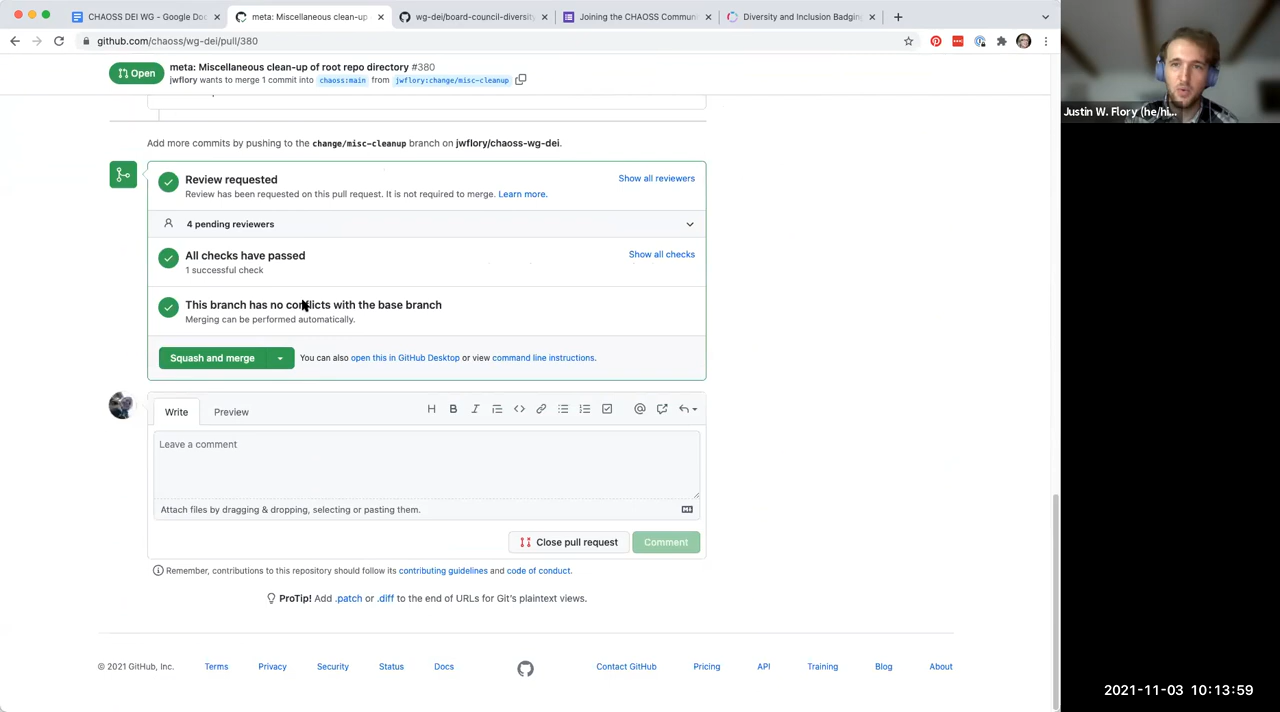 CHAOSS DEI WG - Google Doc
meta: Miscellaneous clean-up
wg-dei/board-council-diversity
Joining the CHAOSS Commun
Diversity and Inclusion Badging
github.com/chaoss/wg-dei/pull/380
Open
meta: Miscellaneous clean-up of root repo directory #380
jwflory wants to merge 1 commit into chaoss:main from jwflory:change/misc-cleanup
Justin W. Flory (he/hi...
Add more commits by pushing to the change/misc-cleanup branch on jwflory/chaoss-wg-dei.
Review requested
Show all reviewers
Review has been requested on this pull request. It is not required to merge. Learn more.
4 pending reviewers
All checks have passed
Show all checks
1 successful check
This branch has no conflicts with the base branch
Merging can be performed automatically.
Squash and merge
You can also open this in GitHub Desktop or view command line instructions.
Write Preview
Leave a comment
Attach files by dragging & dropping, selecting or pasting them.
Close pull request
Comment
Remember, contributions to this repository should follow its contributing guidelines and code of conduct.
ProTip! Add .patch or .diff to the end of URLs for Git's plaintext views.
© 2021 GitHub, Inc. Terms Privacy Security Status Docs Contact GitHub Pricing API Training Blog About
2021-11-03 10:13:59